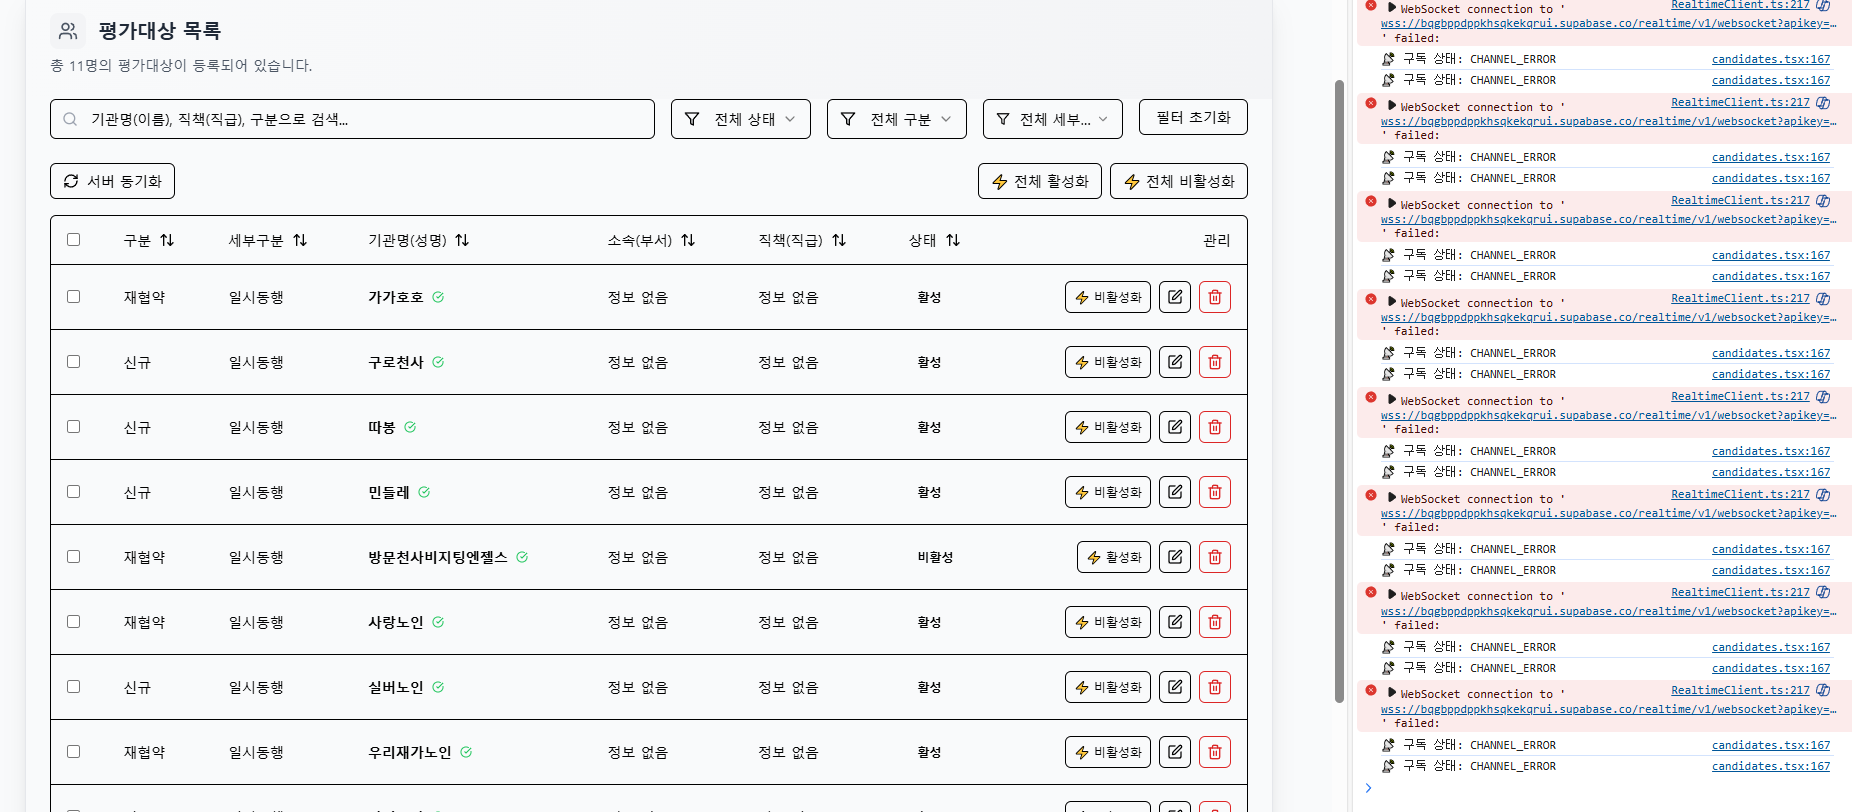 평가대상 목록
총 11명의 평가대상이 등록되어 있습니다.
기관명(이름), 직책(직급), 구분으로 검색...
전체 상태
전체 구분
전체 세부...
필터 초기화
서버 동기화
전체 활성화
전체 비활성화
구분 세부구분 기관명(성명) 소속(부서) 직책(직급) 상태 관리
재협약 일시동행 가가호호 정보 없음 정보 없음 활성 비활성화
신규 일시동행 구로천사 정보 없음 정보 없음 활성 비활성화
신규 일시동행 따봉 정보 없음 정보 없음 활성 비활성화
신규 일시동행 민들레 정보 없음 정보 없음 활성 비활성화
재협약 일시동행 방문천사비지팅엔젤스 정보 없음 정보 없음 비활성 활성화
재협약 일시동행 사랑노인 정보 없음 정보 없음 활성 비활성화
신규 일시동행 실버노인 정보 없음 정보 없음 활성 비활성화
재협약 일시동행 우리재가노인 정보 없음 정보 없음 활성 비활성화
WebSocket connection to ' RealtimeClient.ts:217
wss://bqgbppdppkhsqkekqrui.supabase.co/realtime/v1/websocket?apikey=…
' failed:
구독 상태: CHANNEL_ERROR candidates.tsx:167
구독 상태: CHANNEL_ERROR candidates.tsx:167
WebSocket connection to ' RealtimeClient.ts:217
wss://bqgbppdppkhsqkekqrui.supabase.co/realtime/v1/websocket?apikey=…
' failed:
구독 상태: CHANNEL_ERROR candidates.tsx:167
구독 상태: CHANNEL_ERROR candidates.tsx:167
WebSocket connection to ' RealtimeClient.ts:217
wss://bqgbppdppkhsqkekqrui.supabase.co/realtime/v1/websocket?apikey=…
' failed:
구독 상태: CHANNEL_ERROR candidates.tsx:167
구독 상태: CHANNEL_ERROR candidates.tsx:167
WebSocket connection to ' RealtimeClient.ts:217
wss://bqgbppdppkhsqkekqrui.supabase.co/realtime/v1/websocket?apikey=…
' failed:
구독 상태: CHANNEL_ERROR candidates.tsx:167
구독 상태: CHANNEL_ERROR candidates.tsx:167
WebSocket connection to ' RealtimeClient.ts:217
wss://bqgbppdppkhsqkekqrui.supabase.co/realtime/v1/websocket?apikey=…
' failed:
구독 상태: CHANNEL_ERROR candidates.tsx:167
구독 상태: CHANNEL_ERROR candidates.tsx:167
WebSocket connection to ' RealtimeClient.ts:217
wss://bqgbppdppkhsqkekqrui.supabase.co/realtime/v1/websocket?apikey=…
' failed:
구독 상태: CHANNEL_ERROR candidates.tsx:167
구독 상태: CHANNEL_ERROR candidates.tsx:167
WebSocket connection to ' RealtimeClient.ts:217
wss://bqgbppdppkhsqkekqrui.supabase.co/realtime/v1/websocket?apikey=…
' failed:
구독 상태: CHANNEL_ERROR candidates.tsx:167
구독 상태: CHANNEL_ERROR candidates.tsx:167
WebSocket connection to ' RealtimeClient.ts:217
wss://bqgbppdppkhsqkekqrui.supabase.co/realtime/v1/websocket?apikey=…
' failed:
구독 상태: CHANNEL_ERROR candidates.tsx:167
구독 상태: CHANNEL_ERROR candidates.tsx:167